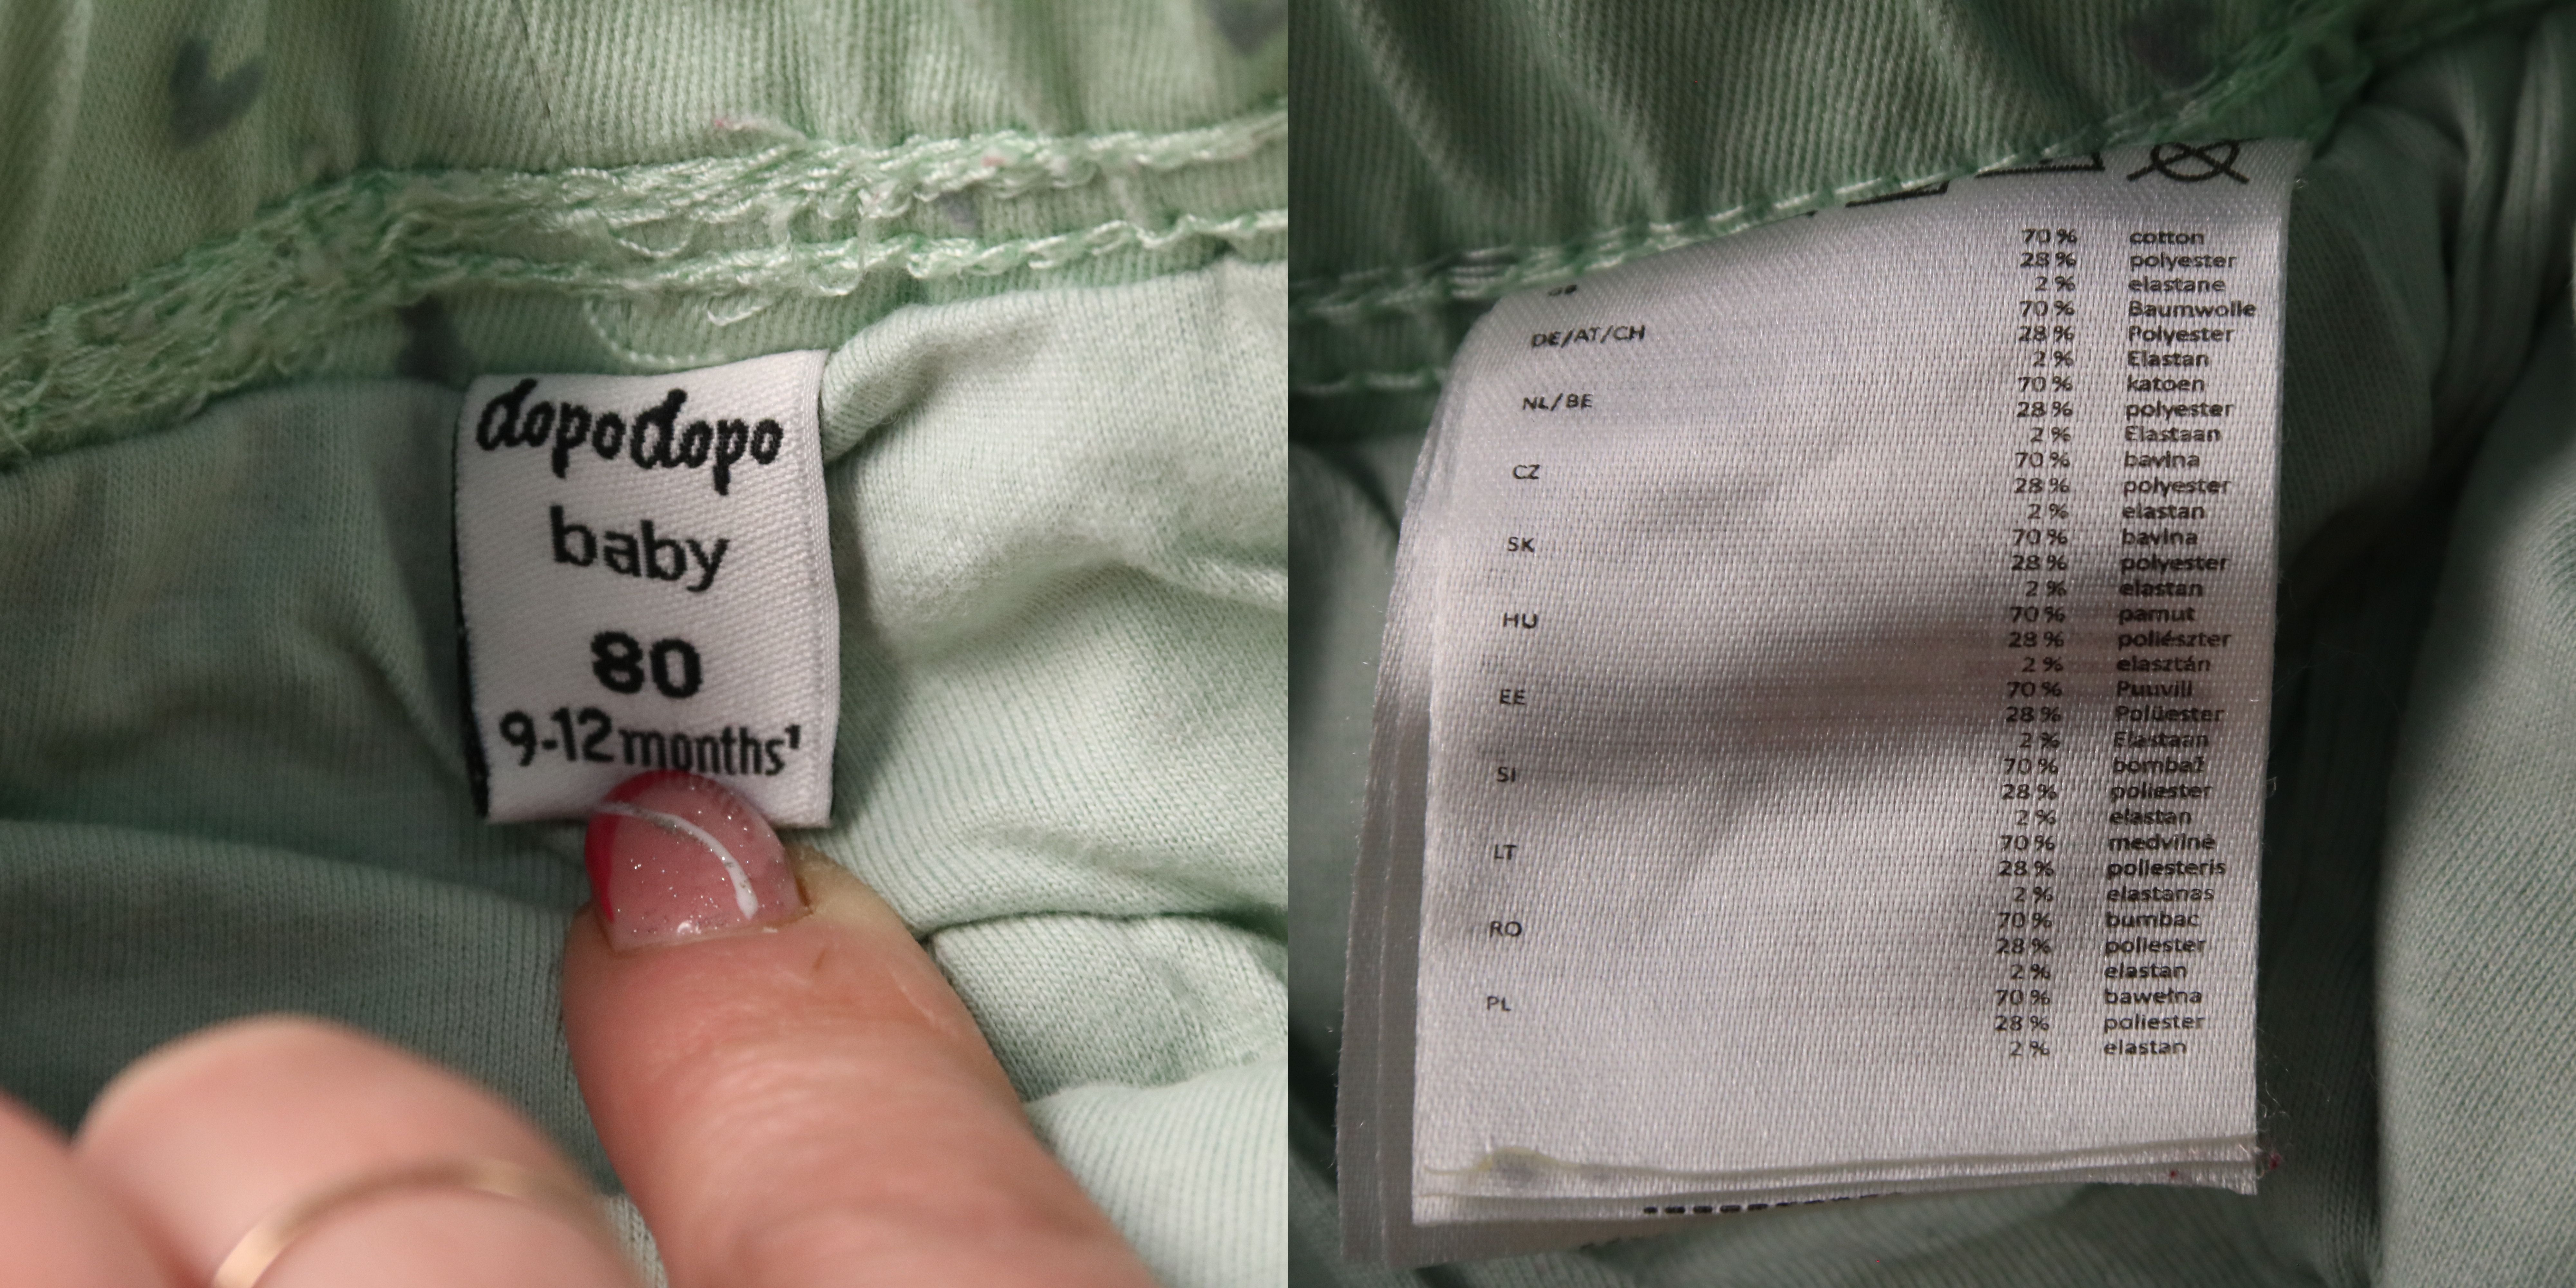 dopodopo
baby
80
9-12months¹
70 % cotton
28 % polyester
2 % elastane
DE/AT/CH 70 % Baumwolle
28 % Polyester
2 % Elastan
NL/BE 70 % katoen
28 % polyester
2 % Elastaan
CZ 70 % bavlna
28 % polyester
2 % elastan
SK 70 % bavlna
28 % polyester
2 % elastan
HU 70 % pamut
28 % poliészter
2 % elasztán
EE 70 % Puuvill
28 % Polüester
2 % Elastaan
SI 70 % bombaž
28 % poliester
2 % elastan
LT 70 % medvilnė
28 % poliesteris
2 % elastanas
RO 70 % bumbac
28 % poliester
2 % elastan
PL 70 % bawełna
28 % poliester
2 % elastan